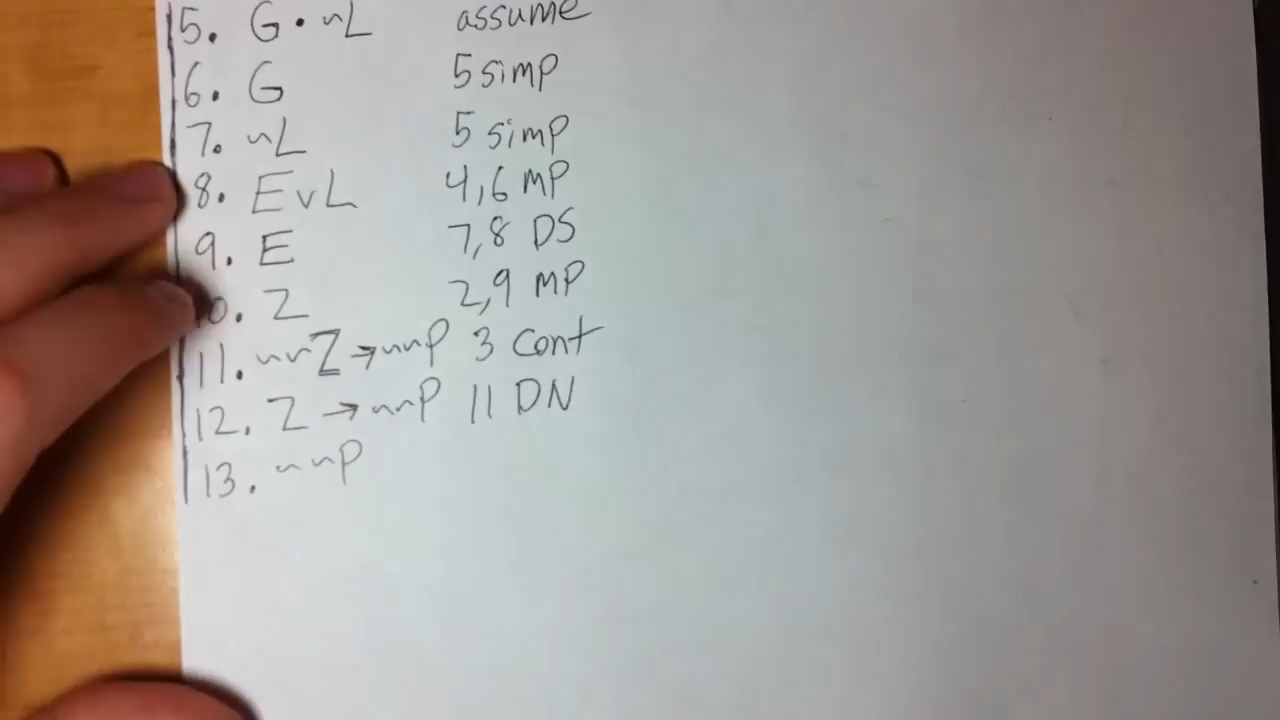 5. G • ~L assume
6. G 5 simp
7. ~L 5 simp
8. E v L 4,6 MP
9. E 7,8 DS
10. Z 2,9 MP
11. ~~Z → ~~P 3 Cont
12. Z → ~~P 11 DN
13. ~~P